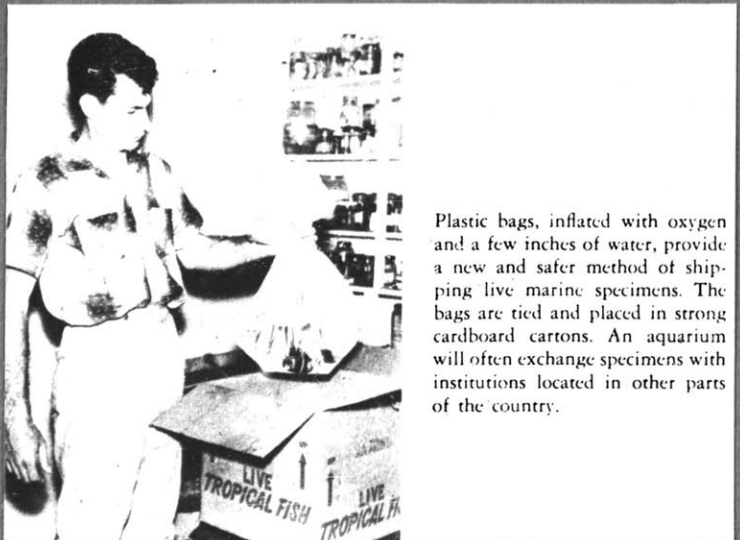 Plastic bags, inflated with oxygen
and a few inches of water, provide
a new and safer method of ship-
ping live marine specimens. The
bags are tied and placed in strong
cardboard cartons. An aquarium
will often exchange specimens with
institutions located in other parts
of the country.
LIVE
TROPICAL FISH
LIVE
TROPICAL